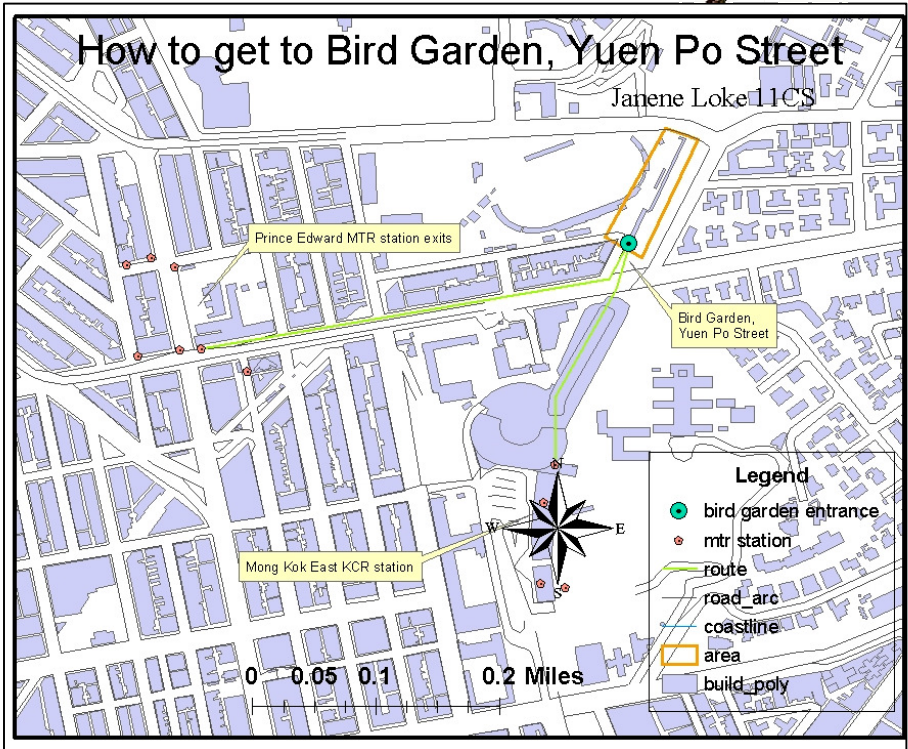 How to get to Bird Garden, Yuen Po Street
Janene Loke 11CS
Prince Edward MTR station exits
Bird Garden,
Yuen Po Street
N
W
E
S
Mong Kok East KCR station
Legend
bird garden entrance
mtr station
route
road_arc
coastline
area
build_poly
0 0.05 0.1 0.2 Miles